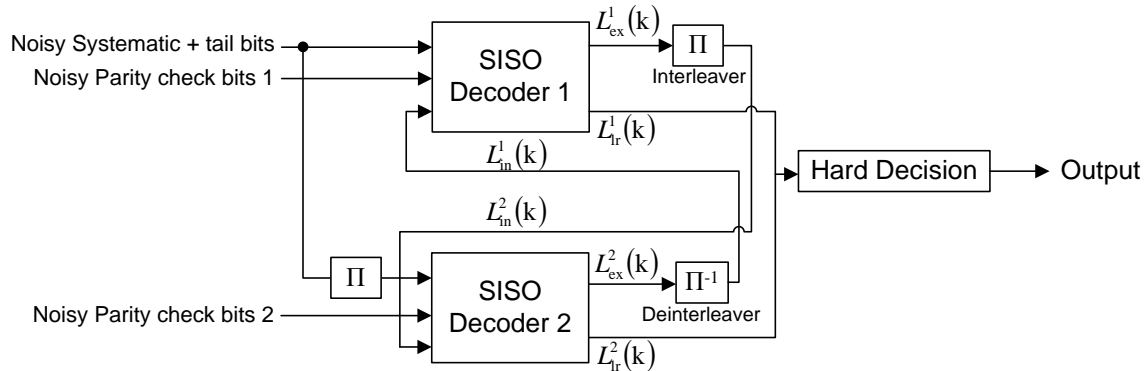 L¹ₑₓ(k)
Π
Interleaver
Noisy Systematic + tail bits
Noisy Parity check bits 1
SISO
Decoder 1
L¹ₗᵣ(k)
L¹ᵢₙ(k)
Hard Decision
Output
L²ᵢₙ(k)
Π
SISO
Decoder 2
L²ₑₓ(k)
Π⁻¹
Deinterleaver
Noisy Parity check bits 2
L²ₗᵣ(k)